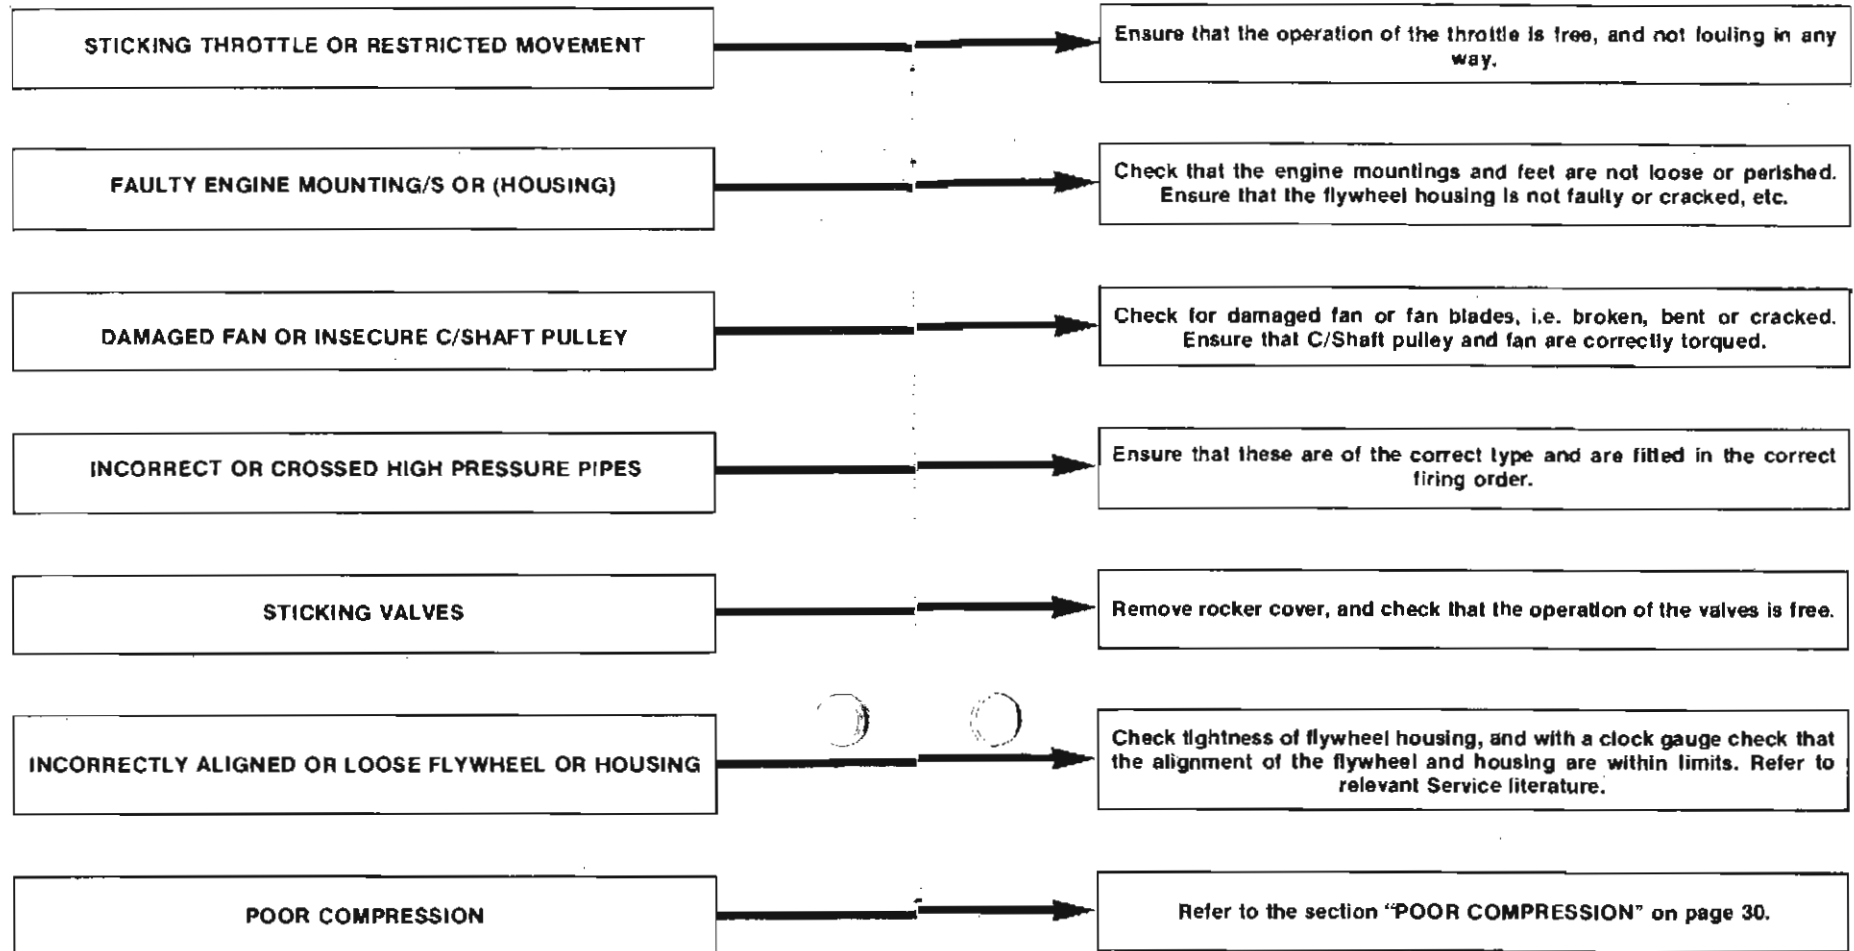 STICKING THROTTLE OR RESTRICTED MOVEMENT
Ensure that the operation of the throttle is free, and not fouling in any
way.
FAULTY ENGINE MOUNTING/S OR (HOUSING)
Check that the engine mountings and feet are not loose or perished.
Ensure that the flywheel housing is not faulty or cracked, etc.
DAMAGED FAN OR INSECURE C/SHAFT PULLEY
Check for damaged fan or fan blades, i.e. broken, bent or cracked.
Ensure that C/Shaft pulley and fan are correctly torqued.
INCORRECT OR CROSSED HIGH PRESSURE PIPES
Ensure that these are of the correct type and are fitted in the correct
firing order.
STICKING VALVES
Remove rocker cover, and check that the operation of the valves is free.
INCORRECTLY ALIGNED OR LOOSE FLYWHEEL OR HOUSING
Check tightness of flywheel housing, and with a clock gauge check that
the alignment of the flywheel and housing are within limits. Refer to
relevant Service literature.
POOR COMPRESSION
Refer to the section "POOR COMPRESSION" on page 30.